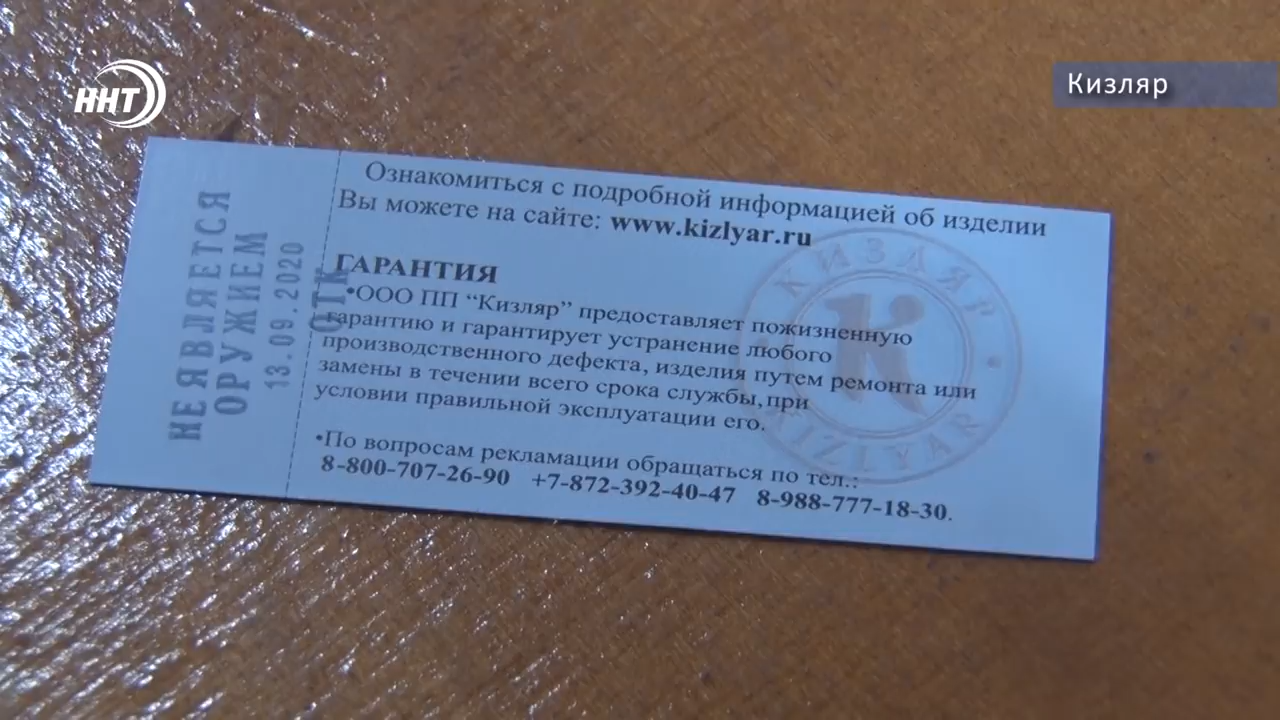 ННТ
Кизляр
Ознакомиться с подробной информацией об изделии
Вы можете на сайте: www.kizlyar.ru
ГАРАНТИЯ
•ООО ПП “Кизляр” предоставляет пожизненную
гарантию и гарантирует устранение любого
производственного дефекта, изделия путем ремонта или
замены в течении всего срока службы, при
условии правильной эксплуатации его.
•По вопросам рекламации обращаться по тел.:
8-800-707-26-90 +7-872-392-40-47 8-988-777-18-30.
НЕ ЯВЛЯЕТСЯ
ОРУЖИЕМ
13.09.2020
ОТК
КИЗЛЯР
К
KIZLYAR